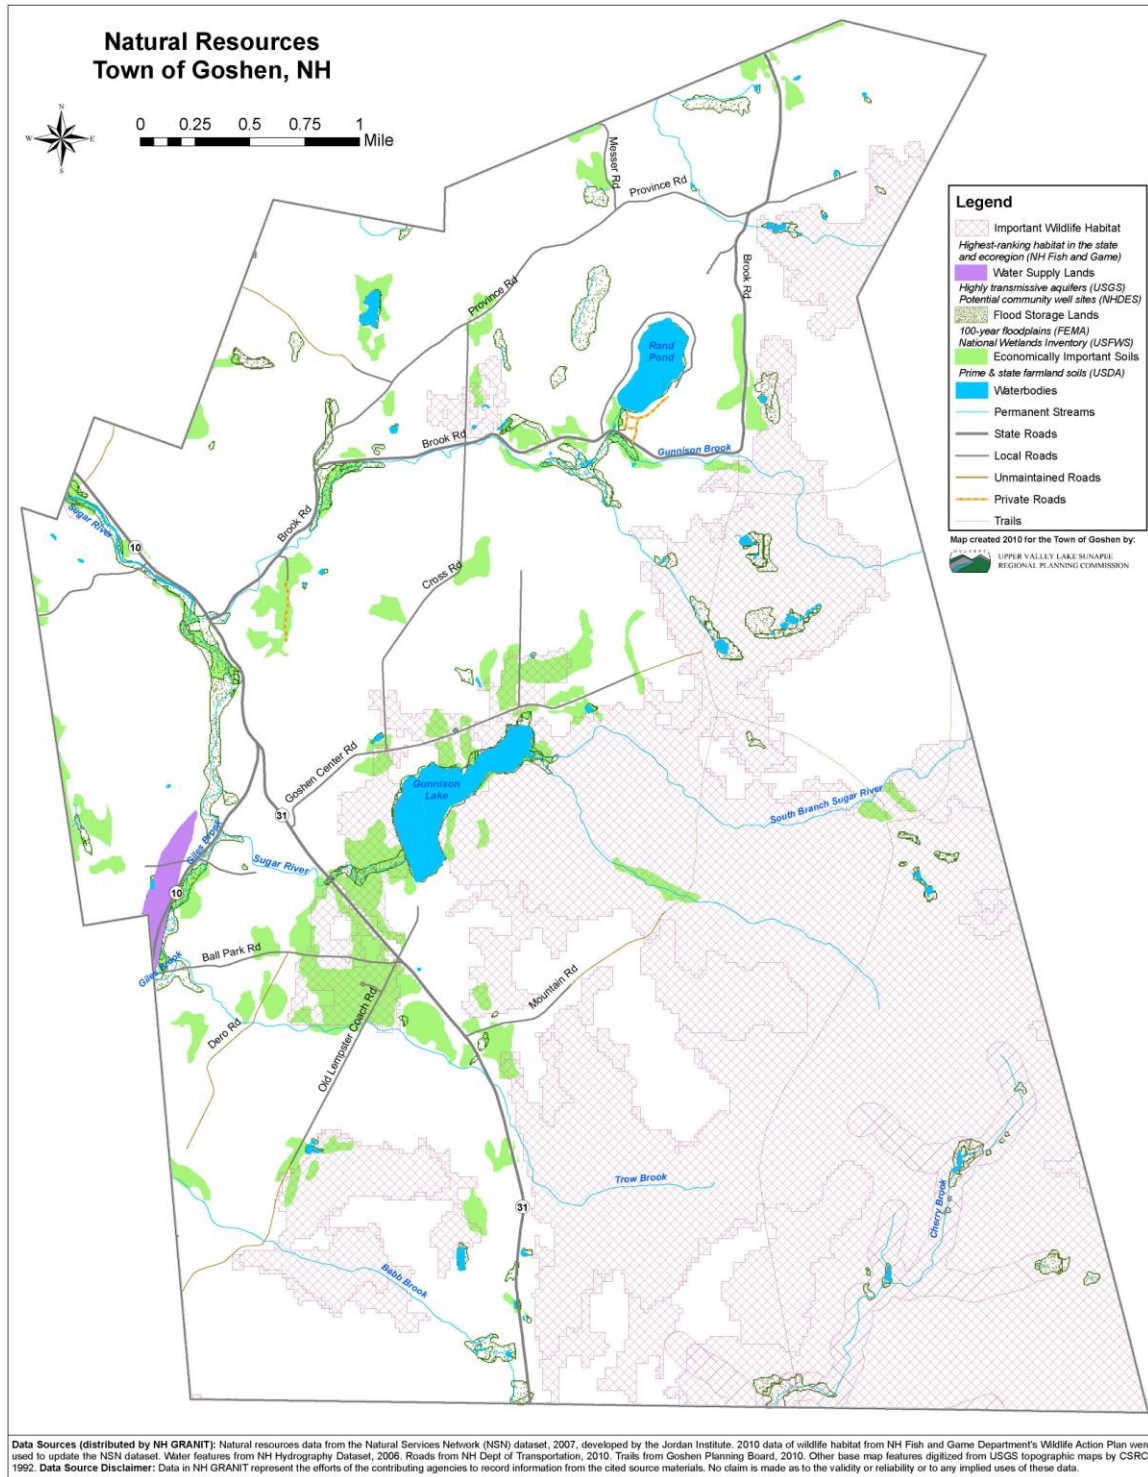 Natural Resources
Town of Goshen, NH
N
W
E
S
0 0.25 0.5 0.75 1
Mile
Messer Rd
Province Rd
Province Rd
Brook Rd
Rand
Pond
Brook Rd
Gunnison Brook
Sugar River
10
Brook Rd
Cross Rd
Goshen Center Rd
Gunnison
Lake
31
South Branch Sugar River
Giles Brook
Sugar River
10
Ball Park Rd
Giles Brook
Mountain Rd
Dero Rd
Old Lempster Coach Rd
Trow Brook
31
Cherry Brook
Babb Brook
Legend
Important Wildlife Habitat
Highest-ranking habitat in the state
and ecoregion (NH Fish and Game)
Water Supply Lands
Highly transmissive aquifers (USGS)
Potential community well sites (NHDES)
Flood Storage Lands
100-year floodplains (FEMA)
National Wetlands Inventory (USFWS)
Economically Important Soils
Prime & state farmland soils (USDA)
Waterbodies
Permanent Streams
State Roads
Local Roads
Unmaintained Roads
Private Roads
Trails
Map created 2010 for the Town of Goshen by:
UPPER VALLEY LAKE SUNAPEE
REGIONAL PLANNING COMMISSION
Data Sources (distributed by NH GRANIT): Natural resources data from the Natural Services Network (NSN) dataset, 2007, developed by the Jordan Institute. 2010 data of wildlife habitat from NH Fish and Game Department's Wildlife Action Plan were
used to update the NSN dataset. Water features from NH Hydrography Dataset, 2006. Roads from NH Dept of Transportation, 2010. Trails from Goshen Planning Board, 2010. Other base map features digitized from USGS topographic maps by CSRC,
1992. Data Source Disclaimer: Data in NH GRANIT represent the efforts of the contributing agencies to record information from the cited source materials. No claim is made as to the validity or reliability or to any implied uses of these data.